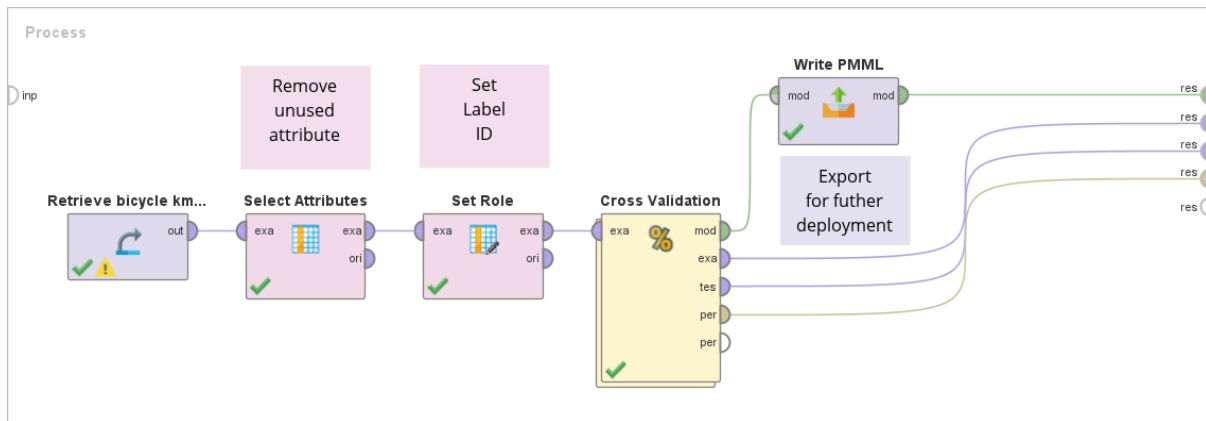 Process
inp
Remove
unused
attribute
Set
Label
ID
Write PMML
mod mod
res
res
res
res
res
Export
for futher
deployment
Retrieve bicycle km...
out
Select Attributes
exa exa
ori
Set Role
exa exa
ori
Cross Validation
exa mod
exa
tes
per
per
%